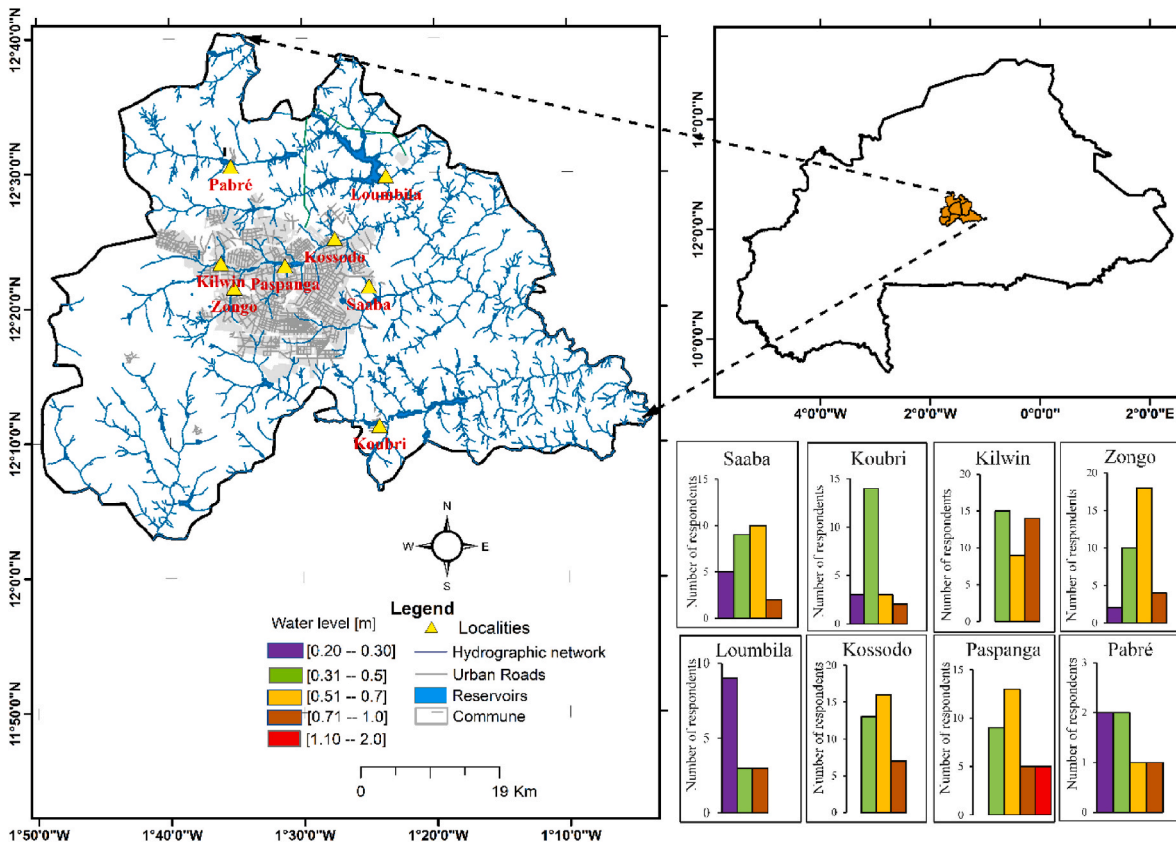 12°40'0"N
12°30'0"N
12°20'0"N
12°10'0"N
12°0'0"N
11°50'0"N
1°50'0"W
1°40'0"W
1°30'0"W
1°20'0"W
1°10'0"W
Pabré
Loumbila
Kossodo
Kilwin
Paspanga
Zongo
Saaba
Koubri
N
W
E
S
Legend
Water level [m]
[0.20 -- 0.30]
[0.31 -- 0.5]
[0.51 -- 0.7]
[0.71 -- 1.0]
[1.10 -- 2.0]
Localities
Hydrographic network
Urban Roads
Reservoirs
Commune
0
19 Km
14°0'0"N
12°0'0"N
10°0'0"N
4°0'0"W
2°0'0"W
0°0'0"
2°0'0"E
Saaba
Number of respondents
15
10
5
0
Koubri
Number of respondents
15
10
5
0
Kilwin
Number of respondents
20
15
10
5
0
Zongo
Number of respondents
20
15
10
5
0
Loumbila
Number of respondents
10
5
0
Kossodo
Number of respondents
20
15
10
5
0
Paspanga
Number of respondents
15
10
5
0
Pabré
Number of respondents
3
2
1
0